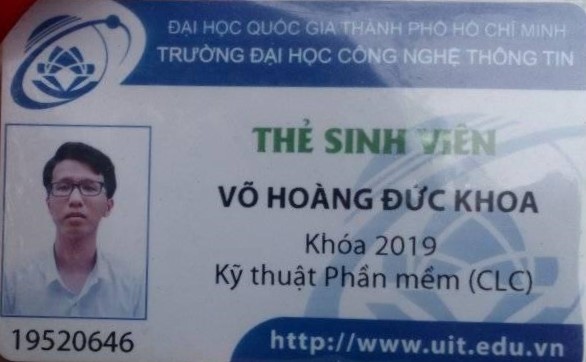 ĐẠI HỌC QUỐC GIA THÀNH PHỐ HỒ CHÍ MINH
TRƯỜNG ĐẠI HỌC CÔNG NGHỆ THÔNG TIN
THẺ SINH VIÊN
VÕ HOÀNG ĐỨC KHOA
Khóa 2019
Kỹ thuật Phần mềm (CLC)
19520646
http://www.uit.edu.vn